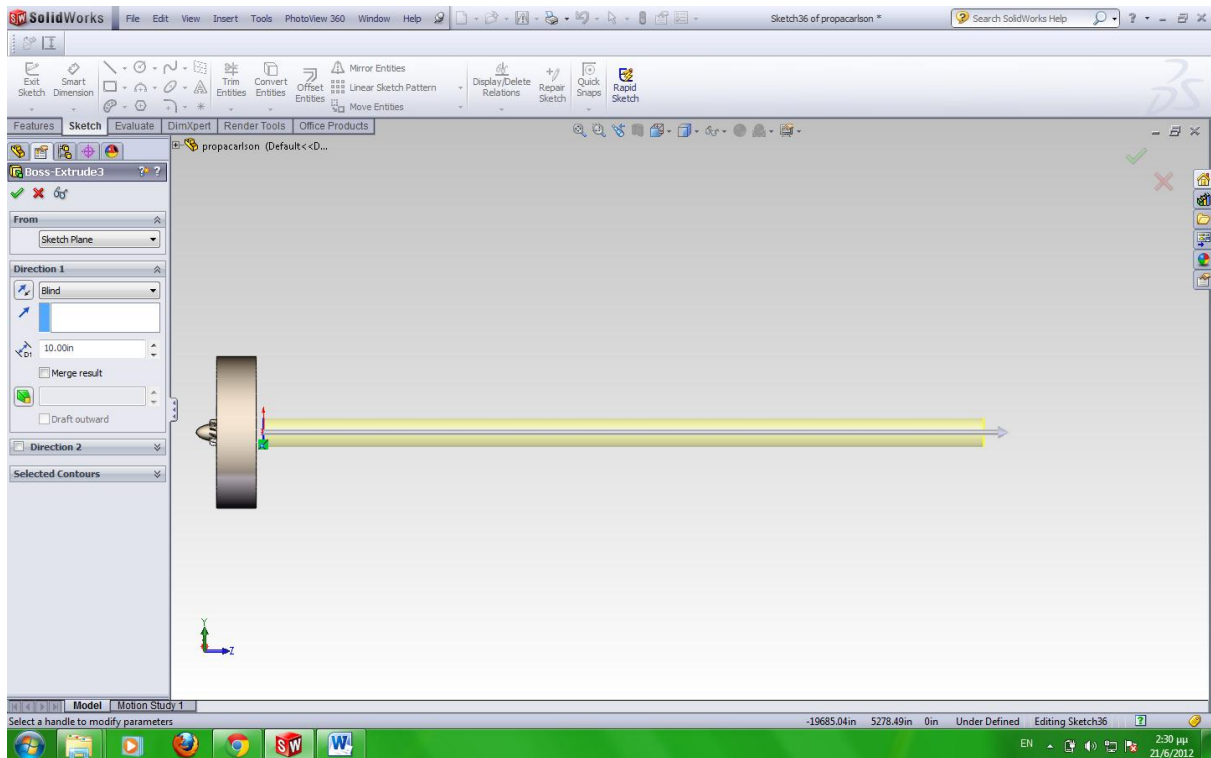 SolidWorks File Edit View Insert Tools PhotoView 360 Window Help Sketch36 of propacarlson * Search SolidWorks Help
Exit Sketch Smart Dimension Trim Entities Convert Entities Offset Entities Mirror Entities Linear Sketch Pattern Move Entities Display/Delete Relations Repair Sketch Quick Snaps Rapid Sketch
Features Sketch Evaluate DimXpert Render Tools Office Products
propacarlson (Default<<D...
Boss-Extrude3
From
Sketch Plane
Direction 1
Blind
D1
10.00in
Merge result
Draft outward
Direction 2
Selected Contours
Y
Z
Model Motion Study 1
Select a handle to modify parameters -19685.04in 5278.49in 0in Under Defined Editing Sketch36
EN 2:30 μμ
21/6/2012